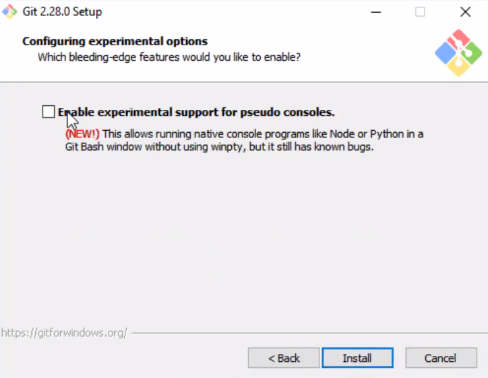 Git 2.28.0 Setup
Configuring experimental options
Which bleeding-edge features would you like to enable?
Enable experimental support for pseudo consoles.
(NEW!) This allows running native console programs like Node or Python in a
Git Bash window without using winpty, but it still has known bugs.
https://gitforwindows.org/
< Back Install Cancel